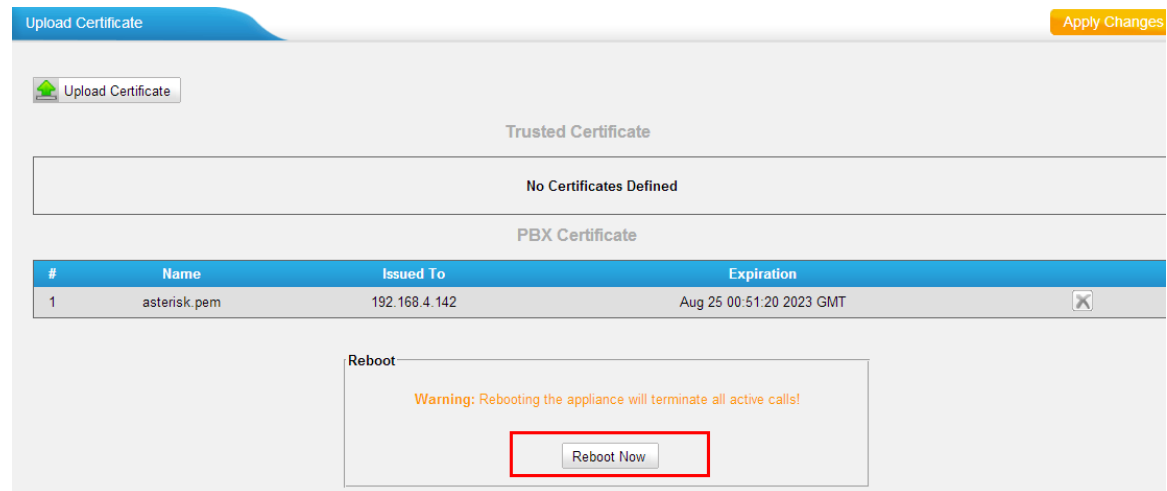 Upload Certificate
Apply Changes
Upload Certificate
Trusted Certificate
No Certificates Defined
PBX Certificate
# Name Issued To Expiration
1 asterisk.pem 192.168.4.142 Aug 25 00:51:20 2023 GMT
Reboot
Warning: Rebooting the appliance will terminate all active calls!
Reboot Now